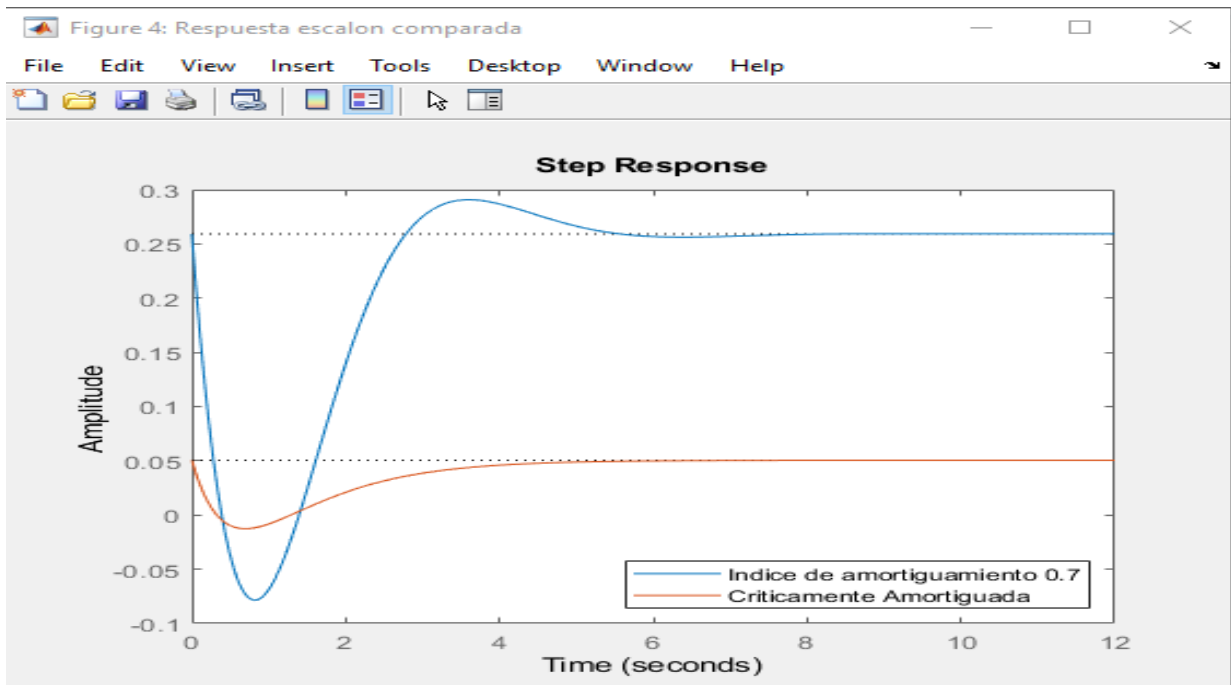 Figure 4: Respuesta escalon comparada
File Edit View Insert Tools Desktop Window Help
Step Response
0.3
0.25
0.2
0.15
0.1
0.05
0
-0.05
-0.1
Amplitude
Indice de amortiguamiento 0.7
Criticamente Amortiguada
0 2 4 6 8 10 12
Time (seconds)